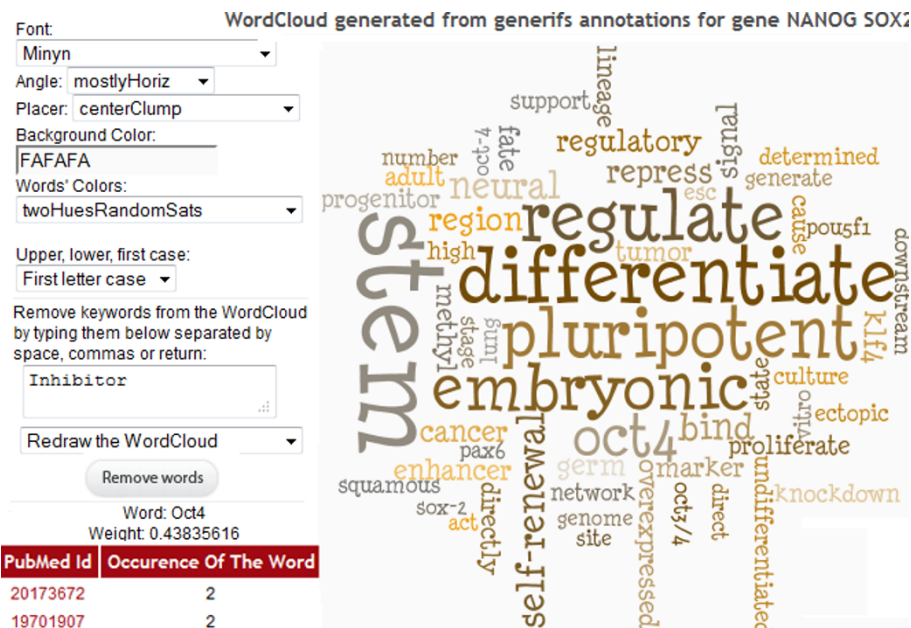 WordCloud generated from generifs annotations for gene NANOG SOX2
Font:
Minyn
Angle: mostlyHoriz
Placer: centerClump
Background Color:
FAFAFA
Words' Colors:
twoHuesRandomSats
Upper, lower, first case:
First letter case
Remove keywords from the WordCloud
by typing them below separated by
space, commas or return:
Inhibitor
Redraw the WordCloud
Remove words
Word: Oct4
Weight: 0.43835616
PubMed Id Occurence Of The Word
20173672 2
19701907 2
lineage
support
signal
oct-4
fate
regulatory
number
determined
adult
neural
repress
esc
generate
progenitor
region
regulate
cause
pou5f1
stem
high
tumor
downstream
differentiate
methyl
stage
guml
pluripotent
klf4
embryonic
state
culture
vitro
ectopic
cancer
oct4
bind
proliferate
pax6
self-renewal
enhancer
germ
marker
squamous
directly
network
overexpressed
oct3/4
direct
undifferentiated
knockdown
sox-2
act
genome
site